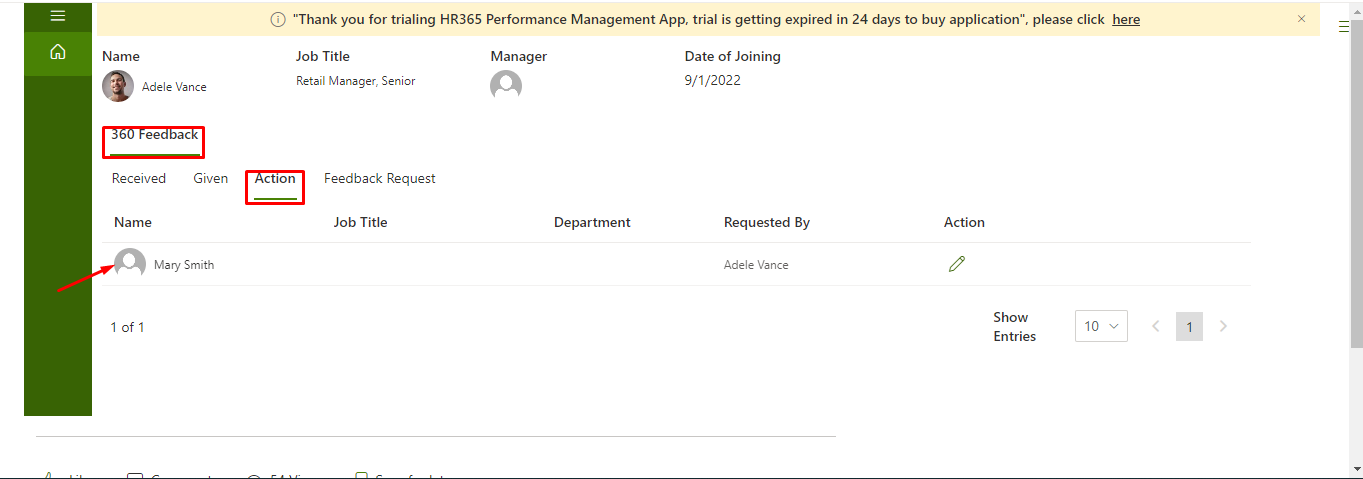 "Thank you for trialing HR365 Performance Management App, trial is getting expired in 24 days to buy application", please click here
Name Job Title Manager Date of Joining
Adele Vance Retail Manager, Senior 9/1/2022
360 Feedback
Received Given Action Feedback Request
Name Job Title Department Requested By Action
Mary Smith Adele Vance
1 of 1 Show Entries 10 1